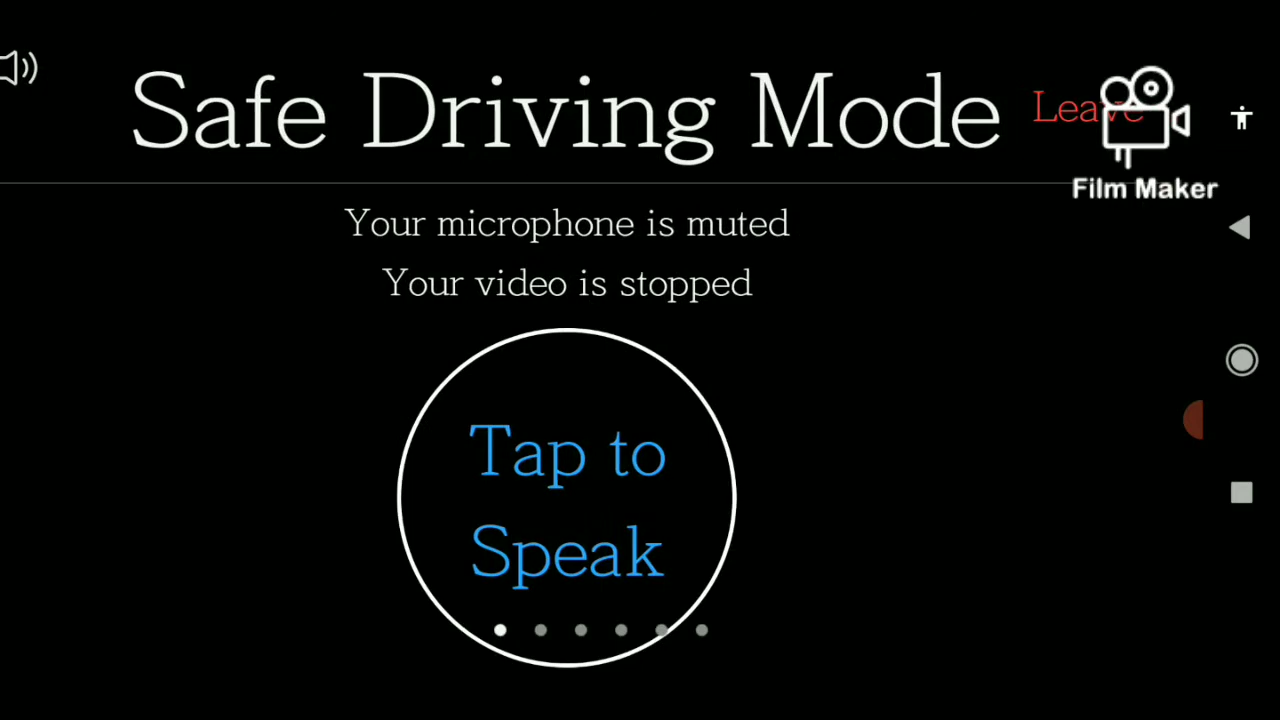 Safe Driving Mode
Leave
Film Maker
Your microphone is muted
Your video is stopped
Tap to
Speak